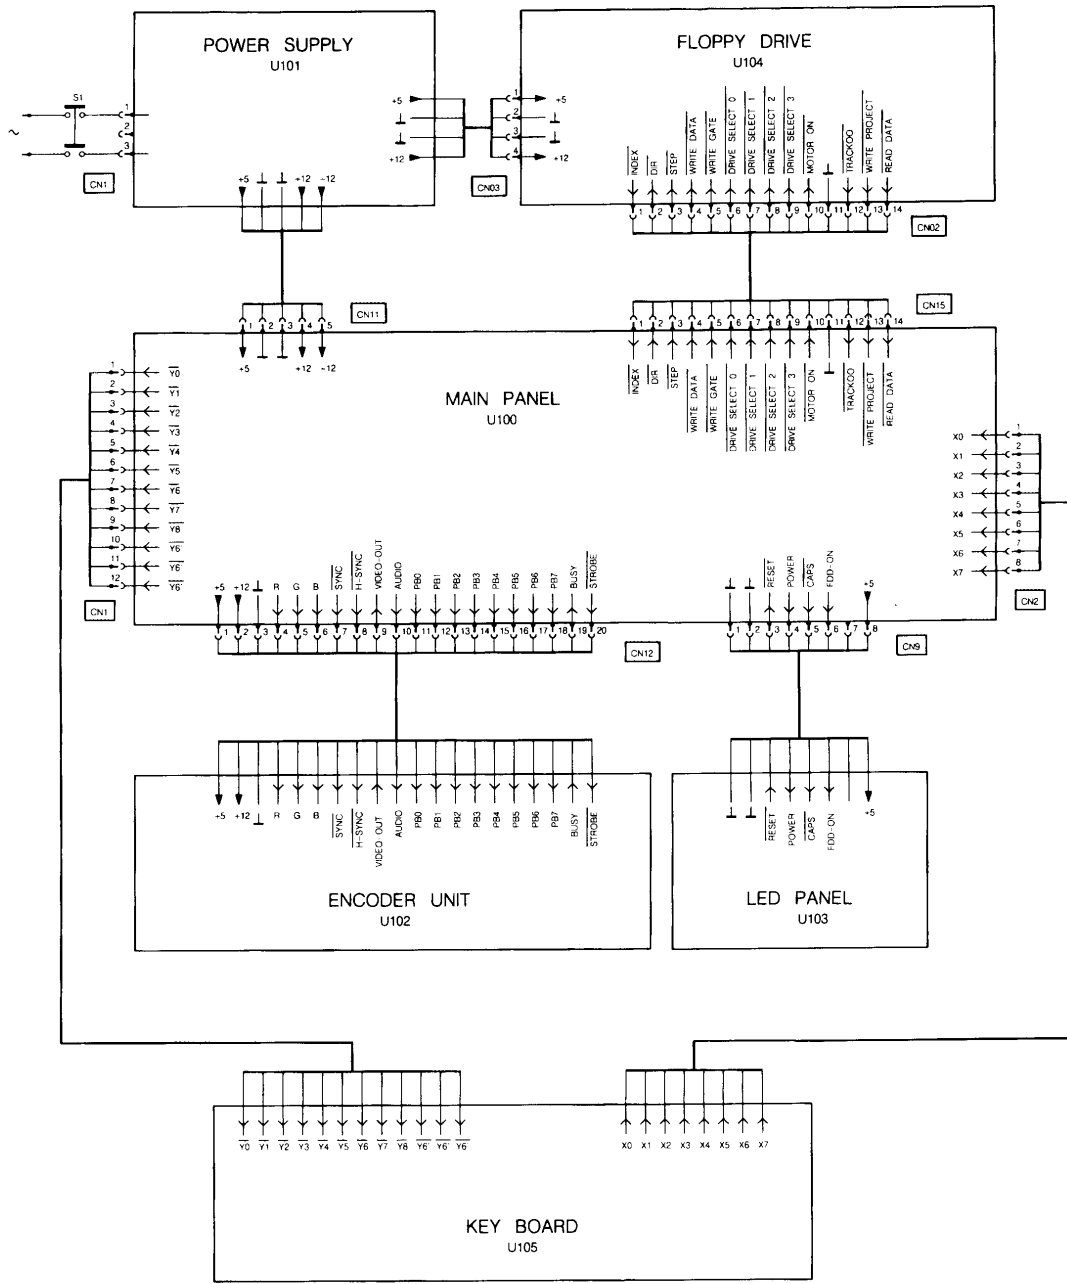 POWER SUPPLY
U101
FLOPPY DRIVE
U104
S1
1
2
3
~
CN1
+5
+12
+5
+12
-12
1
2
3
4
+5
+12
CN03
INDEX
DIR
STEP
WRITE DATA
WRITE GATE
DRIVE SELECT 0
DRIVE SELECT 1
DRIVE SELECT 2
DRIVE SELECT 3
MOTOR ON
TRACKOO
WRITE PROJECT
READ DATA
1 2 3 4 5 6 7 8 9 10 11 12 13 14
CN02
CN11
1 2 3 4 5
+5
+12
-12
CN15
1 2 3 4 5 6 7 8 9 10 11 12 13 14
INDEX
DIR
STEP
WRITE DATA
WRITE GATE
DRIVE SELECT 0
DRIVE SELECT 1
DRIVE SELECT 2
DRIVE SELECT 3
MOTOR ON
TRACKOO
WRITE PROJECT
READ DATA
MAIN PANEL
U100
1 Y0
2 Y1
3 Y2
4 Y3
5 Y4
6 Y5
7 Y6
8 Y7
9 Y8
10 Y6'
11 Y6'
12 Y6'
CN1
X0 1
X1 2
X2 3
X3 4
X4 5
X5 6
X6 7
X7 8
CN2
+5
+12
R
G
B
SYNC
H-SYNC
VIDEO-OUT
AUDIO
PB0
PB1
PB2
PB3
PB4
PB5
PB6
PB7
BUSY
STROBE
1 2 3 4 5 6 7 8 9 10 11 12 13 14 15 16 17 18 19 20
CN12
RESET
POWER
CAPS
FDD-ON
+5
1 2 3 4 5 6 7 8
CN9
+5
+12
R
G
B
SYNC
H-SYNC
VIDEO-OUT
AUDIO
PB0
PB1
PB2
PB3
PB4
PB5
PB6
PB7
BUSY
STROBE
ENCODER UNIT
U102
RESET
POWER
CAPS
FDD-ON
+5
LED PANEL
U103
Y0 Y1 Y2 Y3 Y4 Y5 Y6 Y7 Y8 Y6' Y6' Y6
X0 X1 X2 X3 X4 X5 X6 X7
KEY BOARD
U105